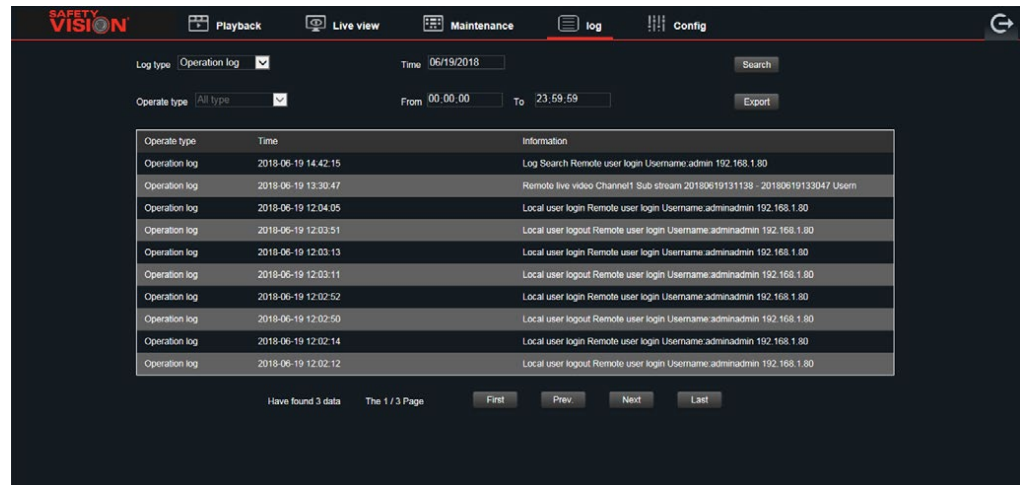 SAFETY VISION Playback Live view Maintenance log Config
Log type Operation log Time 06/19/2018 Search
Operate type All type From 00;00;00 To 23;59;59 Export
Operate type Time Information
Operation log 2018-06-19 14:42:15 Log Search Remote user login Username:admin 192.168.1.80
Operation log 2018-06-19 13:30:47 Remote live video Channel1 Sub stream 20180619131138 - 20180619133047 Usern
Operation log 2018-06-19 12:04:05 Local user login Remote user login Username:adminadmin 192.168.1.80
Operation log 2018-06-19 12:03:51 Local user logout Remote user login Username:adminadmin 192.168.1.80
Operation log 2018-06-19 12:03:13 Local user login Remote user login Username:adminadmin 192.168.1.80
Operation log 2018-06-19 12:03:11 Local user logout Remote user login Username:adminadmin 192.168.1.80
Operation log 2018-06-19 12:02:52 Local user login Remote user login Username:adminadmin 192.168.1.80
Operation log 2018-06-19 12:02:50 Local user logout Remote user login Username:adminadmin 192.168.1.80
Operation log 2018-06-19 12:02:14 Local user login Remote user login Username:adminadmin 192.168.1.80
Operation log 2018-06-19 12:02:12 Local user logout Remote user login Username:adminadmin 192.168.1.80
Have found 3 data The 1 / 3 Page First Prev. Next Last